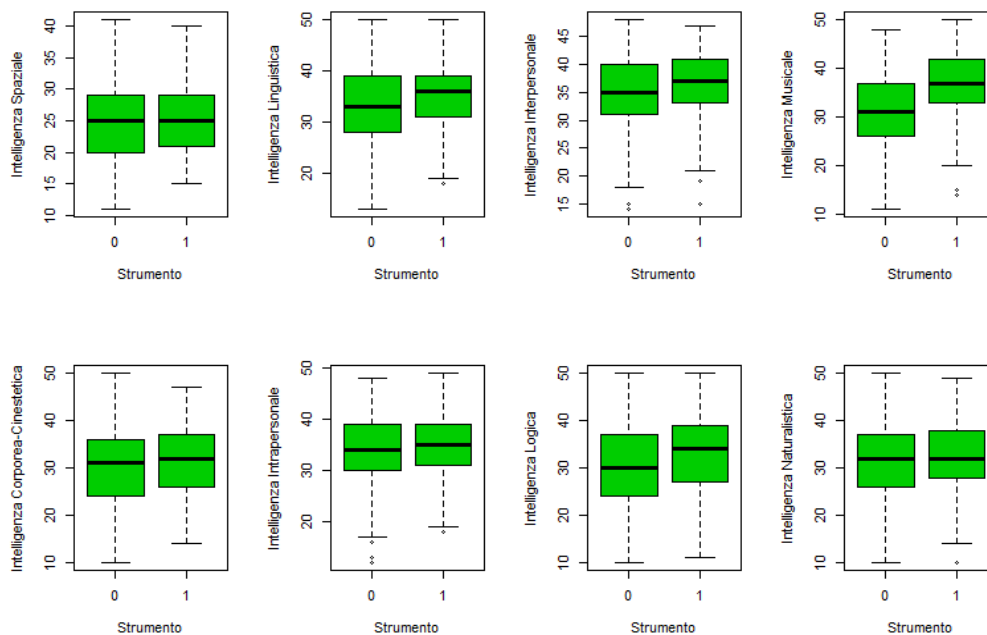 Intelligenza Spaziale
10 15 20 25 30 35 40
0 1
Strumento
Intelligenza Linguistica
20 30 40 50
0 1
Strumento
Intelligenza Interpersonale
15 20 25 30 35 40 45
0 1
Strumento
Intelligenza Musicale
10 20 30 40 50
0 1
Strumento
Intelligenza Corporea-Cinestetica
10 20 30 40 50
0 1
Strumento
Intelligenza Intrapersonale
20 30 40 50
0 1
Strumento
Intelligenza Logica
10 20 30 40 50
0 1
Strumento
Intelligenza Naturalistica
10 20 30 40 50
0 1
Strumento